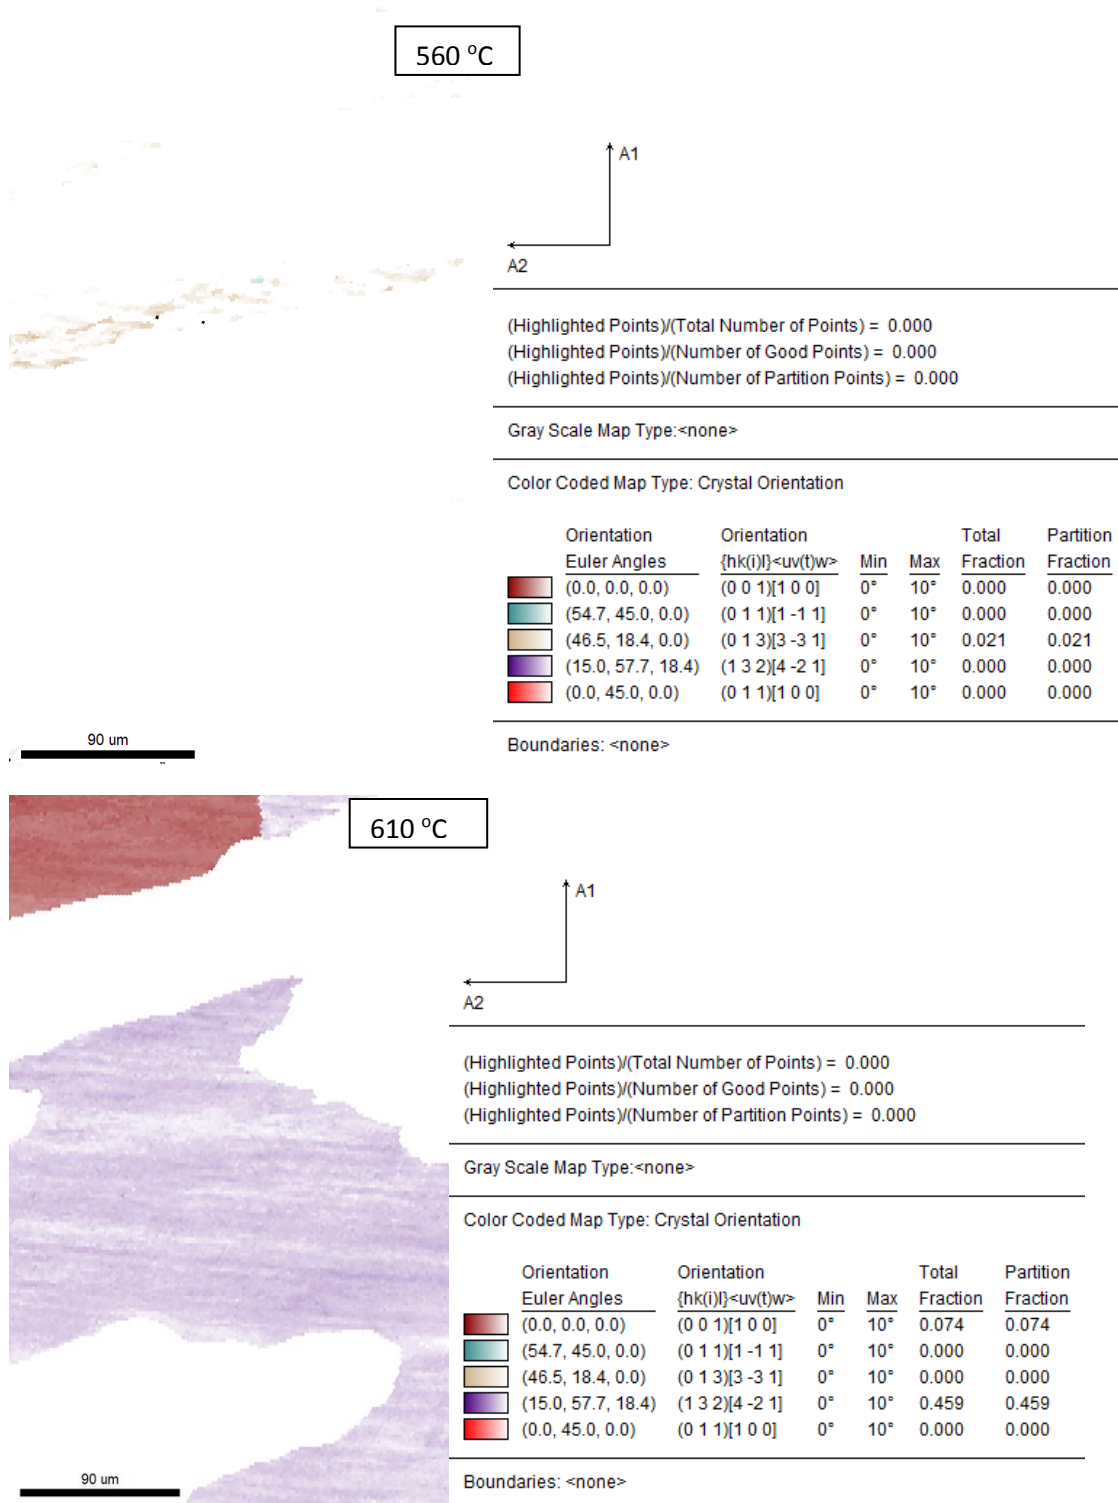 560 °C
A1
A2
(Highlighted Points)/(Total Number of Points) = 0.000
(Highlighted Points)/(Number of Good Points) = 0.000
(Highlighted Points)/(Number of Partition Points) = 0.000
Gray Scale Map Type:<none>
Color Coded Map Type: Crystal Orientation
Orientation Orientation Total Partition
Euler Angles {hk(i)l}<uv(t)w> Min Max Fraction Fraction
(0.0, 0.0, 0.0) (0 0 1)[1 0 0] 0° 10° 0.000 0.000
(54.7, 45.0, 0.0) (0 1 1)[1 -1 1] 0° 10° 0.000 0.000
(46.5, 18.4, 0.0) (0 1 3)[3 -3 1] 0° 10° 0.021 0.021
(15.0, 57.7, 18.4) (1 3 2)[4 -2 1] 0° 10° 0.000 0.000
(0.0, 45.0, 0.0) (0 1 1)[1 0 0] 0° 10° 0.000 0.000
90 um
Boundaries: <none>
610 °C
A1
A2
(Highlighted Points)/(Total Number of Points) = 0.000
(Highlighted Points)/(Number of Good Points) = 0.000
(Highlighted Points)/(Number of Partition Points) = 0.000
Gray Scale Map Type:<none>
Color Coded Map Type: Crystal Orientation
Orientation Orientation Total Partition
Euler Angles {hk(i)l}<uv(t)w> Min Max Fraction Fraction
(0.0, 0.0, 0.0) (0 0 1)[1 0 0] 0° 10° 0.074 0.074
(54.7, 45.0, 0.0) (0 1 1)[1 -1 1] 0° 10° 0.000 0.000
(46.5, 18.4, 0.0) (0 1 3)[3 -3 1] 0° 10° 0.000 0.000
(15.0, 57.7, 18.4) (1 3 2)[4 -2 1] 0° 10° 0.459 0.459
(0.0, 45.0, 0.0) (0 1 1)[1 0 0] 0° 10° 0.000 0.000
90 um
Boundaries: <none>